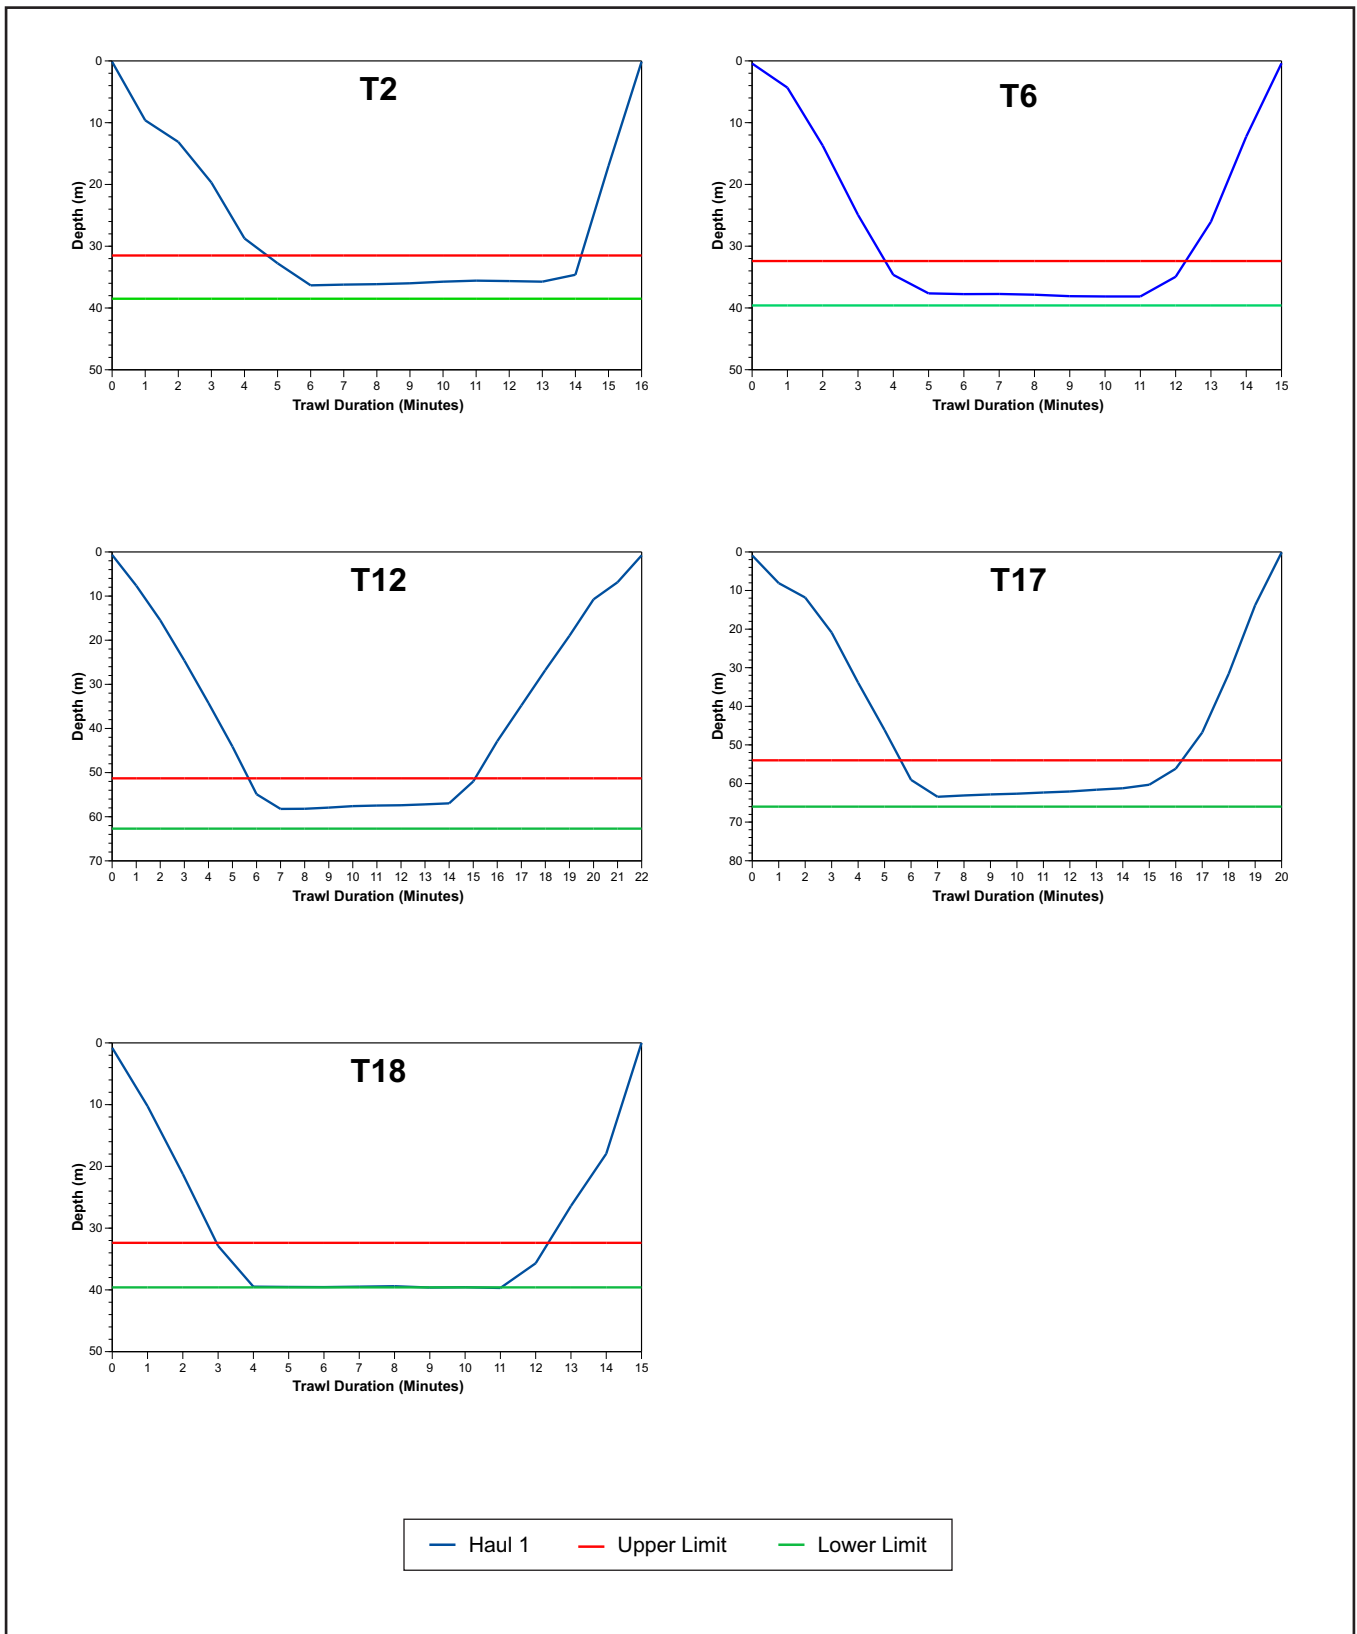 T2
0
10
20
30
40
50
Depth (m)
0 1 2 3 4 5 6 7 8 9 10 11 12 13 14 15 16
Trawl Duration (Minutes)
T6
0
10
20
30
40
50
Depth (m)
0 1 2 3 4 5 6 7 8 9 10 11 12 13 14 15
Trawl Duration (Minutes)
T12
0
10
20
30
40
50
60
70
Depth (m)
0 1 2 3 4 5 6 7 8 9 10 11 12 13 14 15 16 17 18 19 20 21 22
Trawl Duration (Minutes)
T17
0
10
20
30
40
50
60
70
80
Depth (m)
0 1 2 3 4 5 6 7 8 9 10 11 12 13 14 15 16 17 18 19 20
Trawl Duration (Minutes)
T18
0
10
20
30
40
50
Depth (m)
0 1 2 3 4 5 6 7 8 9 10 11 12 13 14 15
Trawl Duration (Minutes)
Haul 1 Upper Limit Lower Limit